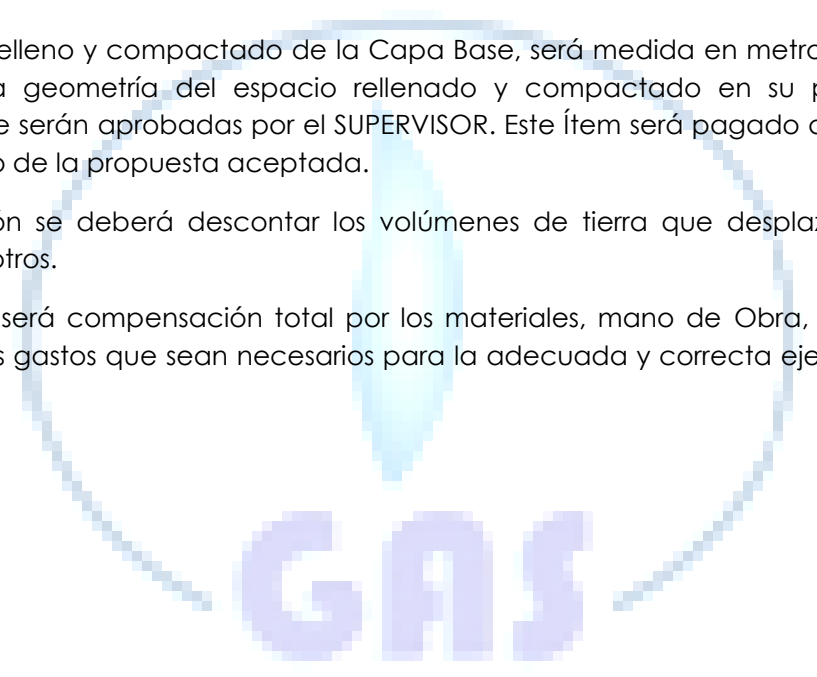 elleno y compactado de la Capa Base, será medida en metro
a geometría del espacio rellenado y compactado en su p
e serán aprobadas por el SUPERVISOR. Este Ítem será pagado
o de la propuesta aceptada.
ón se deberá descontar los volúmenes de tierra que despla
otros.
será compensación total por los materiales, mano de Obra,
s gastos que sean necesarios para la adecuada y correcta eje
GAS